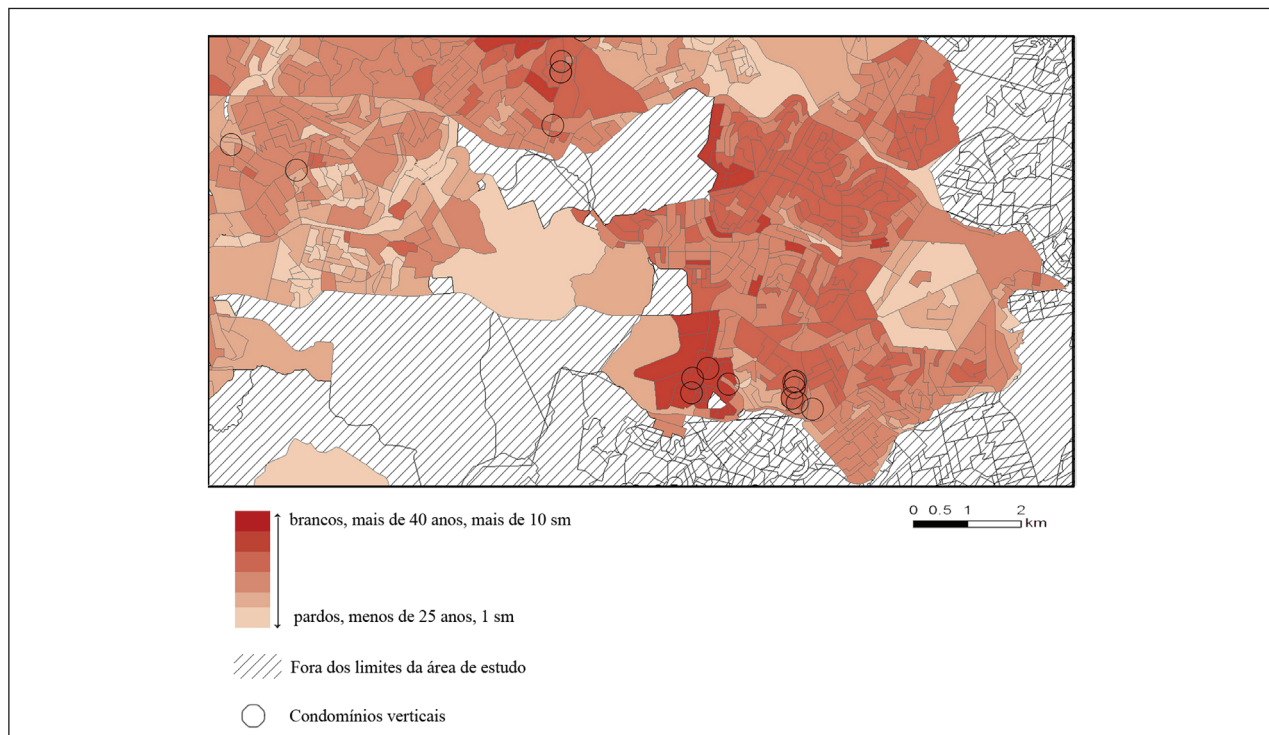 brancos, mais de 40 anos, mais de 10 sm
pardos, menos de 25 anos, 1 sm
Fora dos limites da área de estudo
Condomínios verticais
0 0.5 1 2
km